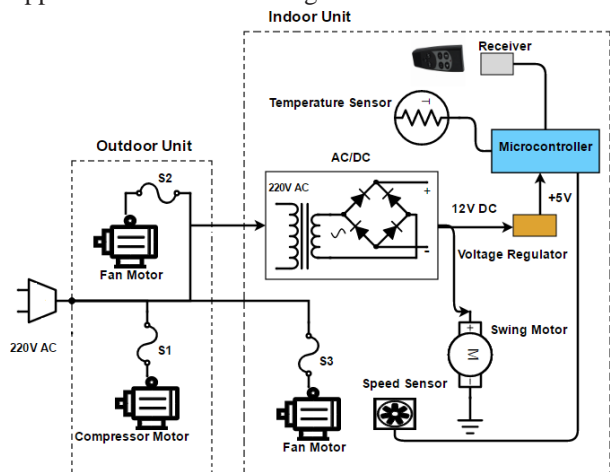 Indoor Unit
Receiver
Temperature Sensor
T
Microcontroller
Outdoor Unit
AC/DC
S2
220V AC
+
-
12V DC
+5V
Voltage Regulator
Fan Motor
220V AC
S1
S3
+
M
-
Swing Motor
Speed Sensor
Compressor Motor
Fan Motor